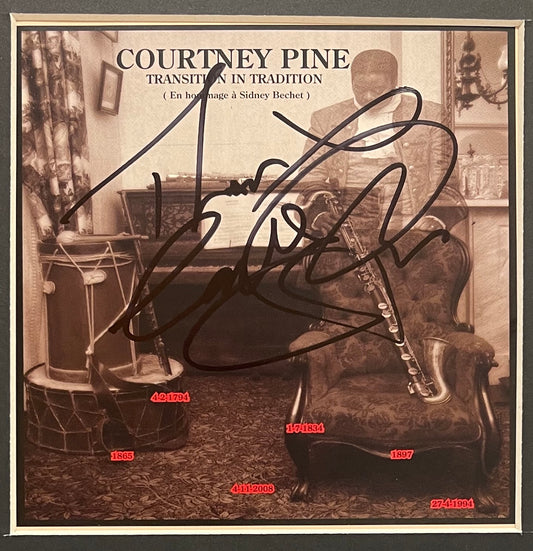 COURTNEY PINE
TRANSITION IN TRADITION
( En hommage à Sidney Bechet )
4-2-1794
1-7-1834
1865
1897
4-11-2008
27-4-1994